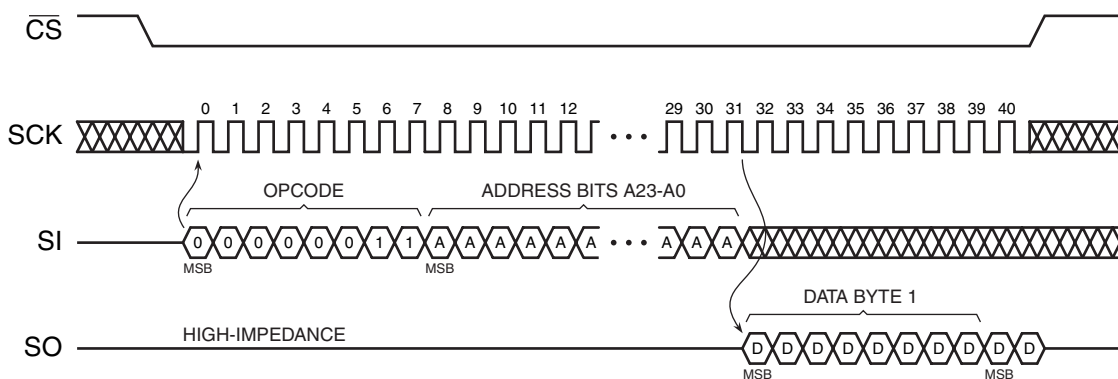 CS
0 1 2 3 4 5 6 7 8 9 10 11 12 29 30 31 32 33 34 35 36 37 38 39 40
SCK
OPCODE ADDRESS BITS A23-A0
SI 0 0 0 0 0 0 1 1 A A A A A A A A A
MSB MSB
DATA BYTE 1
HIGH-IMPEDANCE
SO D D D D D D D D D D
MSB MSB